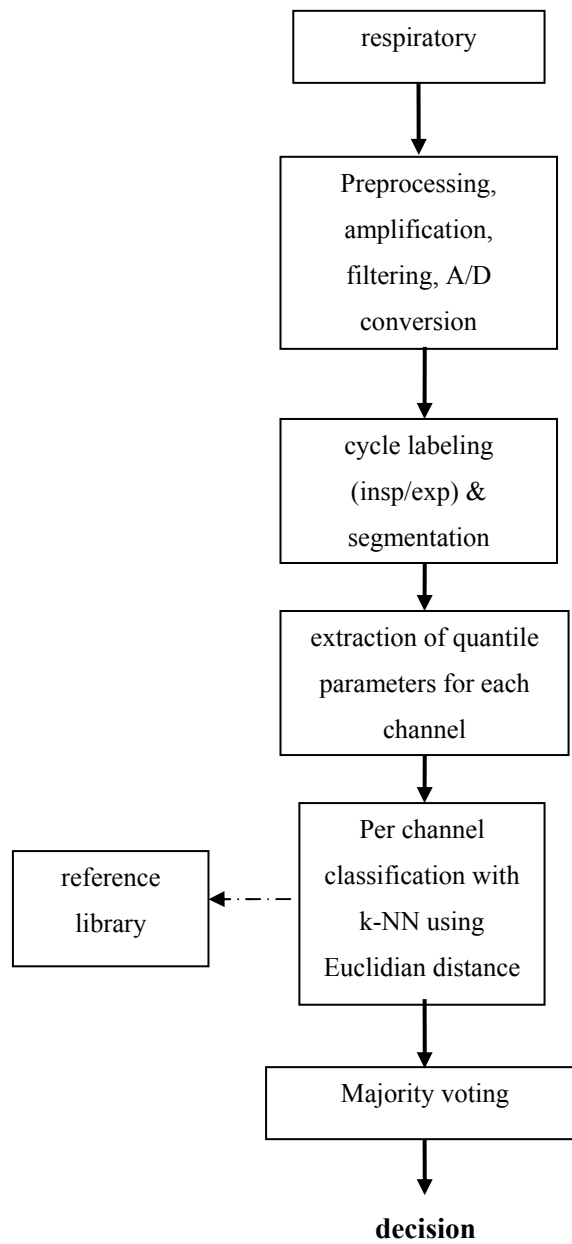 respiratory
Preprocessing,
amplification,
filtering, A/D
conversion
cycle labeling
(insp/exp) &
segmentation
extraction of quantile
parameters for each
channel
Per channel
classification with
k-NN using
Euclidian distance
reference
library
Majority voting
decision